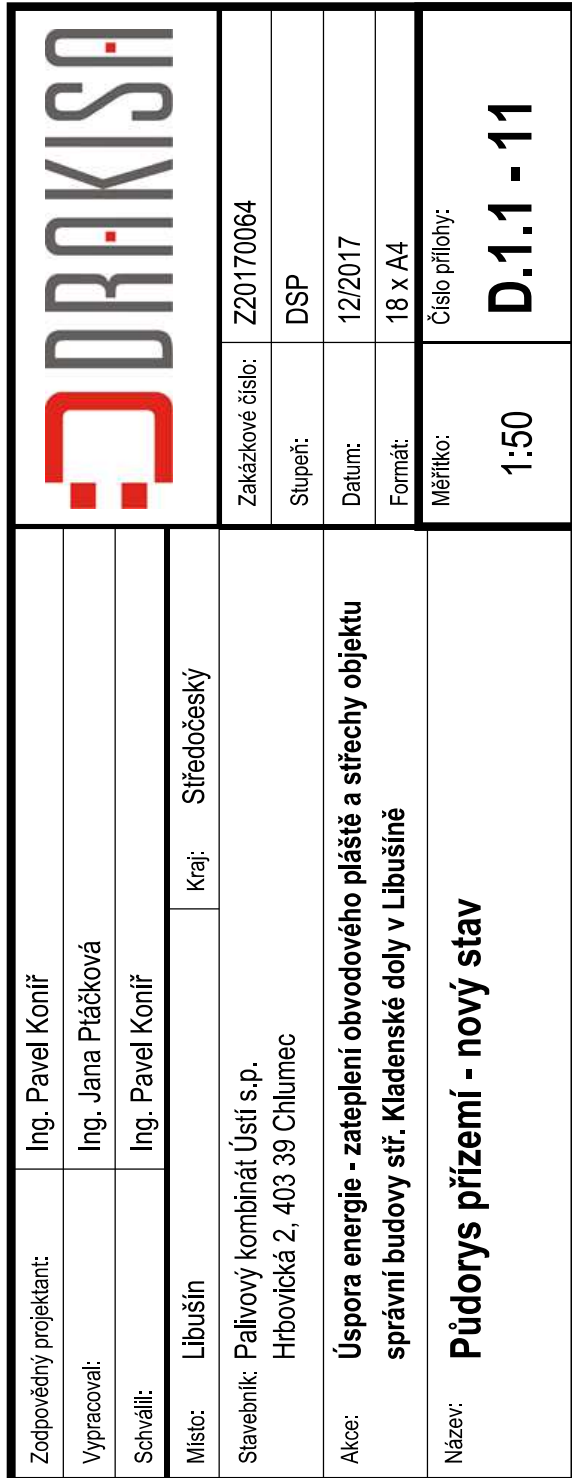 Zodpovědný projektant: Ing. Pavel Koníř
Vypracoval: Ing. Jana Ptáčková
Schválil: Ing. Pavel Koníř
DRAKISA
Místo: Libušín Kraj: Středočeský
Stavebník: Palivový kombinát Ústí s.p.
Hrbovická 2, 403 39 Chlumec
Zakázkové číslo: Z20170064
Stupeň: DSP
Akce: Úspora energie - zateplení obvodového pláště a střechy objektu
správní budovy stř. Kladenské doly v Libušíně
Datum: 12/2017
Formát: 18 x A4
Název: Půdorys přízemí - nový stav
Měřítko:
1:50
Číslo přílohy:
D.1.1 - 11